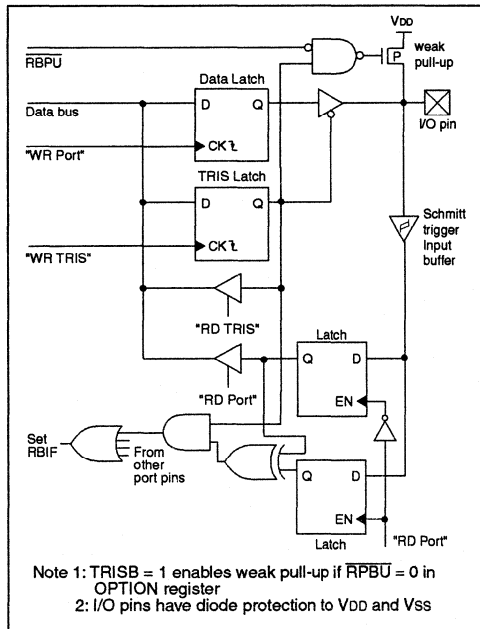 VDD
RBPU
P
weak
pull-up
Data Latch
Data bus
D
Q
I/O pin
"WR Port"
CK
TRIS Latch
D
Q
Schmitt
trigger
Input
buffer
"WR TRIS"
CK
"RD TRIS"
Latch
Q
D
"RD Port"
EN
Set
RBIF
From
other
port pins
Q
D
EN
Latch
"RD Port"
Note 1: TRISB = 1 enables weak pull-up if RPBU = 0 in
OPTION register
2: I/O pins have diode protection to VDD and VSS